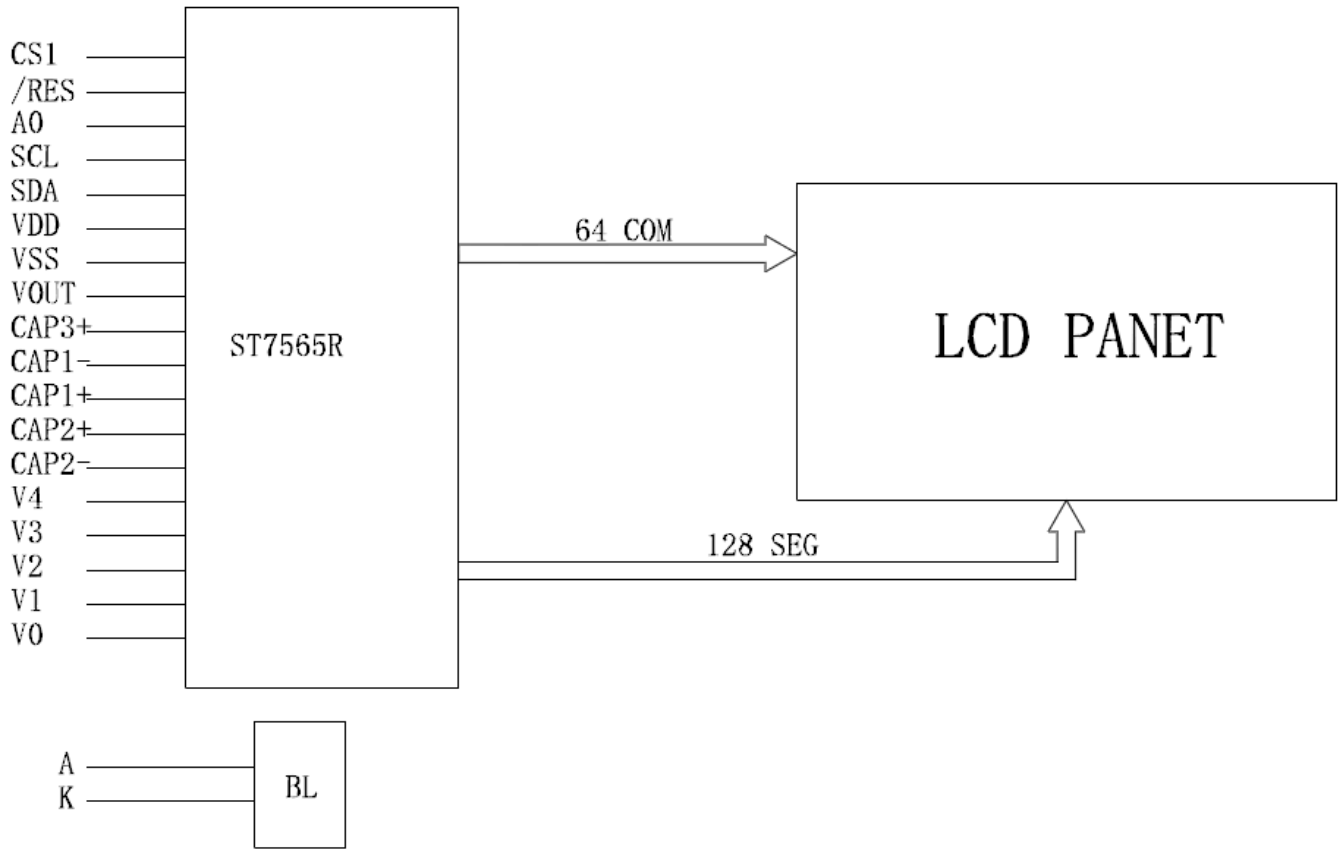 CS1
/RES
A0
SCL
SDA
VDD
VSS
VOUT
CAP3+
CAP1-
CAP1+
CAP2+
CAP2-
V4
V3
V2
V1
V0
ST7565R
64 COM
LCD PANET
128 SEG
A
K
BL